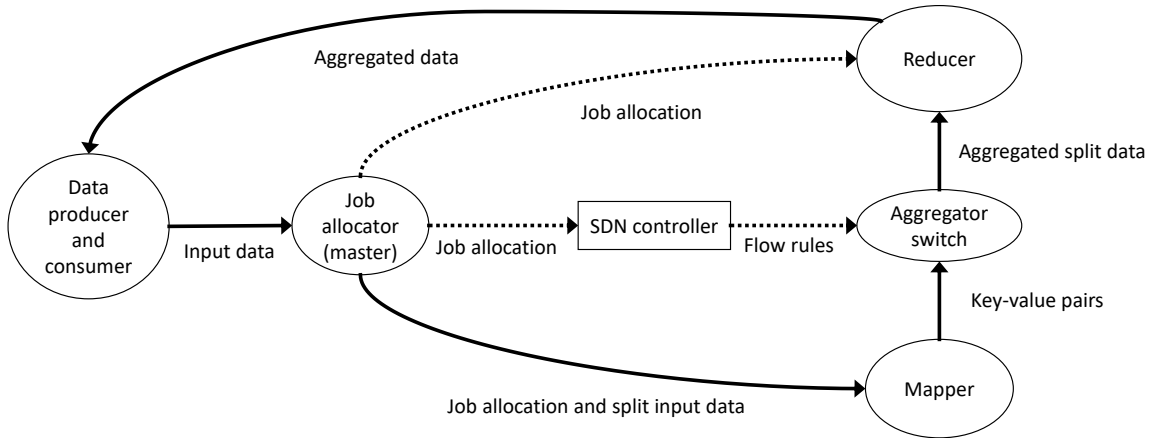 Aggregated data
Reducer
Job allocation
Aggregated split data
Data
producer
and
consumer
Input data
Job
allocator
(master)
Job allocation
SDN controller
Flow rules
Aggregator
switch
Key-value pairs
Mapper
Job allocation and split input data